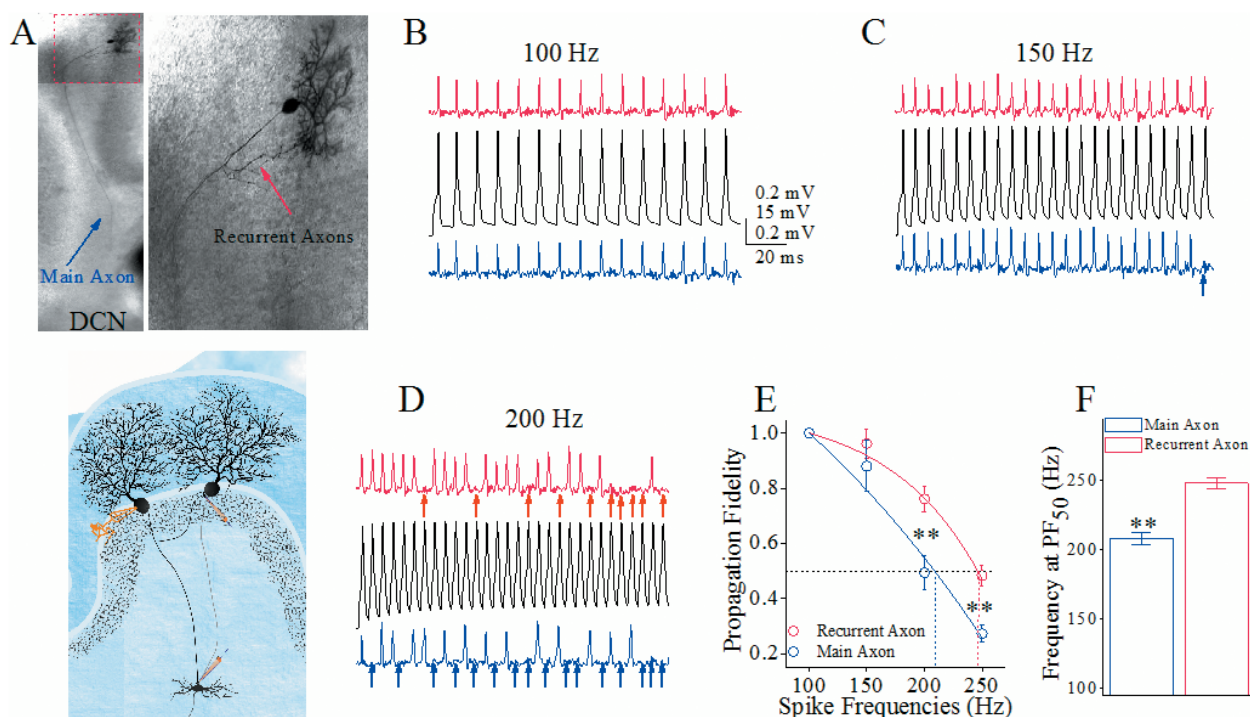 A
Recurrent Axons
Main Axon
DCN
B
100 Hz
0.2 mV
15 mV
0.2 mV
20 ms
C
150 Hz
D
200 Hz
E
Propagation Fidelity
1.0
0.8
0.6
0.4
0.2
**
**
Recurrent Axon
Main Axon
100 150 200 250
Spike Frequencies (Hz)
F
Main Axon
Recurrent Axon
Frequency at PF50 (Hz)
250
200
150
100
**